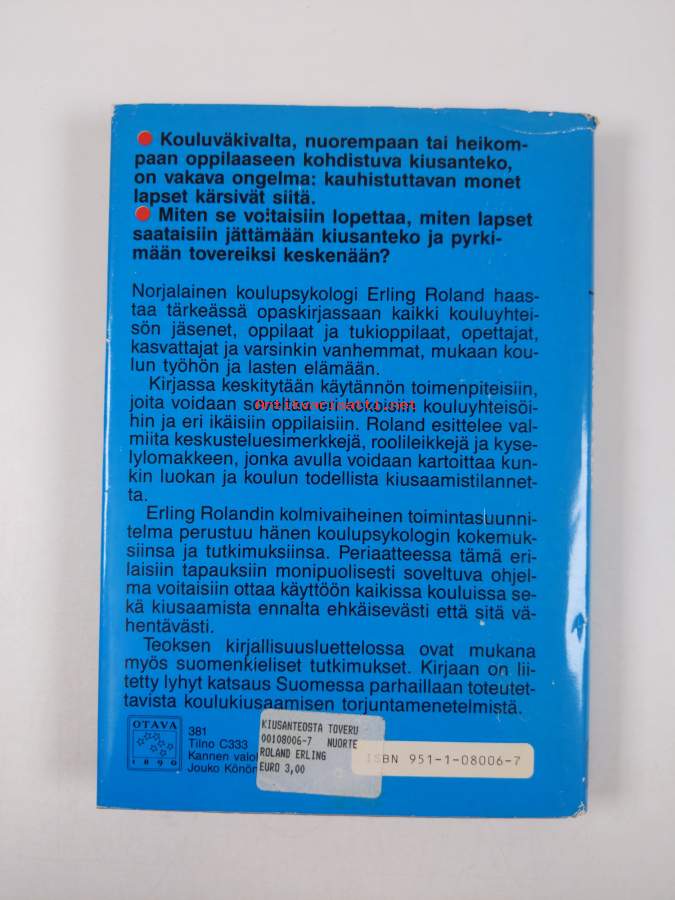 ● Kouluväkivalta, nuorempaan tai heikom-
paan oppilaaseen kohdistuva kiusanteko,
on vakava ongelma: kauhistuttavan monet
lapset kärsivät siitä.
● Miten se voitaisiin lopettaa, miten lapset
saataisiin jättämään kiusanteko ja pyrki-
mään tovereiksi keskenään?
Norjalainen koulupsykologi Erling Roland haas-
taa tärkeässä opaskirjassaan kaikki kouluyhtei-
sön jäsenet, oppilaat ja tukioppilaat, opettajat,
kasvattajat ja varsinkin vanhemmat, mukaan kou-
lun työhön ja lasten elämään.
Kirjassa keskitytään käytännön toimenpiteisiin,
joita voidaan soveltaa eri kokoisiin kouluyhteisöi-
hin ja eri ikäisiin oppilaisiin. Roland esittelee val-
miita keskusteluesimerkkejä, roolileikkejä ja kyse-
lylomakkeen, jonka avulla voidaan kartoittaa kun-
kin luokan ja koulun todellista kiusaamistilannet-
ta.
Erling Rolandin kolmivaiheinen toimintasuunni-
telma perustuu hänen koulupsykologin kokemuk-
siinsa ja tutkimuksiinsa. Periaatteessa tämä eri-
laisiin tapauksiin monipuolisesti soveltuva ohjel-
ma voitaisiin ottaa käyttöön kaikissa kouluissa se-
kä kiusaamista ennalta ehkäisevästi että sitä vä-
hentävästi.
Teoksen kirjallisuusluettelossa ovat mukana
myös suomenkieliset tutkimukset. Kirjaan on lii-
tetty lyhyt katsaus Suomessa parhaillaan toteutet-
tavista koulukiusaamisen torjuntamenetelmistä.
OTAVA
1890
381
Tilno C333
Kannen
Jouko
KIUSANTEOSTA TOVERU
00108006-7 NUORTE
ROLAND ERLING
EURO 3,00
ISBN 951-1-08006-7